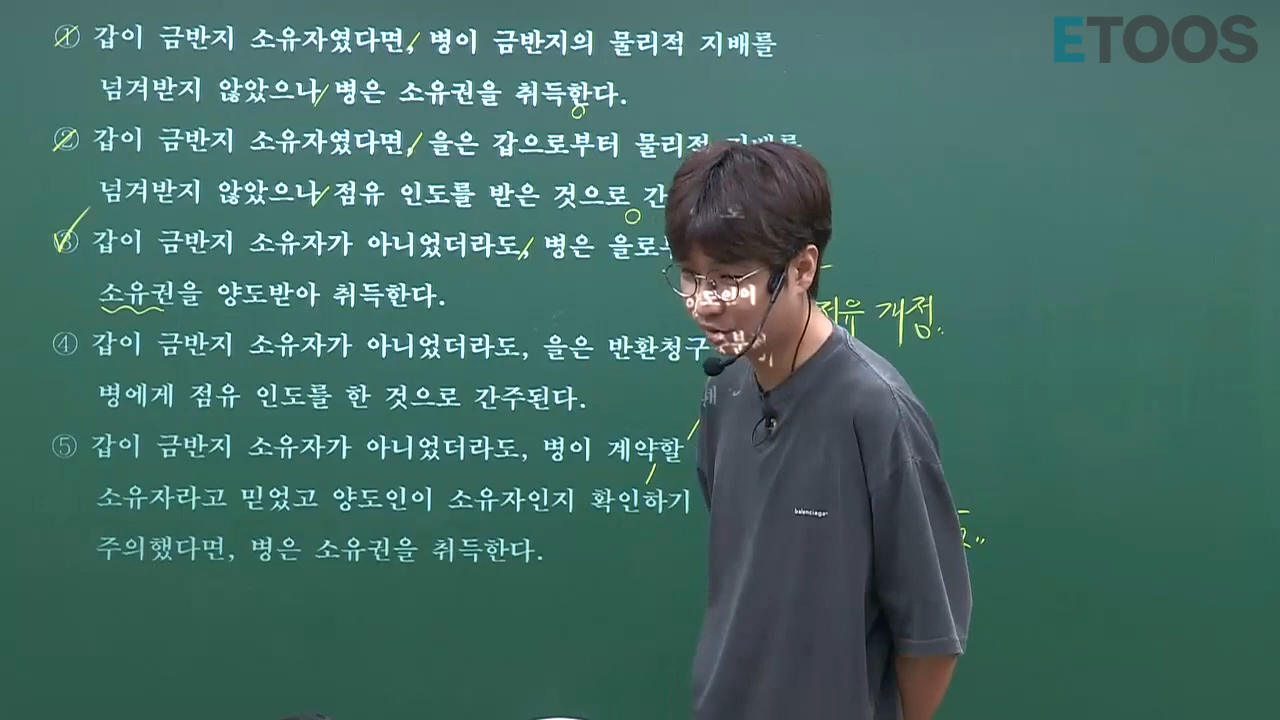 ETOOS
① 갑이 금반지 소유자였다면, 병이 금반지의 물리적 지배를
넘겨받지 않았으나 병은 소유권을 취득한다.
② 갑이 금반지 소유자였다면, 을은 갑으로부터 물리적 지배를
넘겨받지 않았으나 점유 인도를 받은 것으로 간
③ 갑이 금반지 소유자가 아니었더라도, 병은 을로부
소유권을 양도받아 취득한다.
점유 개정.
④ 갑이 금반지 소유자가 아니었더라도, 을은 반환청구
병에게 점유 인도를 한 것으로 간주된다.
⑤ 갑이 금반지 소유자가 아니었더라도, 병이 계약할
소유자라고 믿었고 양도인이 소유자인지 확인하기
주의했다면, 병은 소유권을 취득한다.
balenciaga